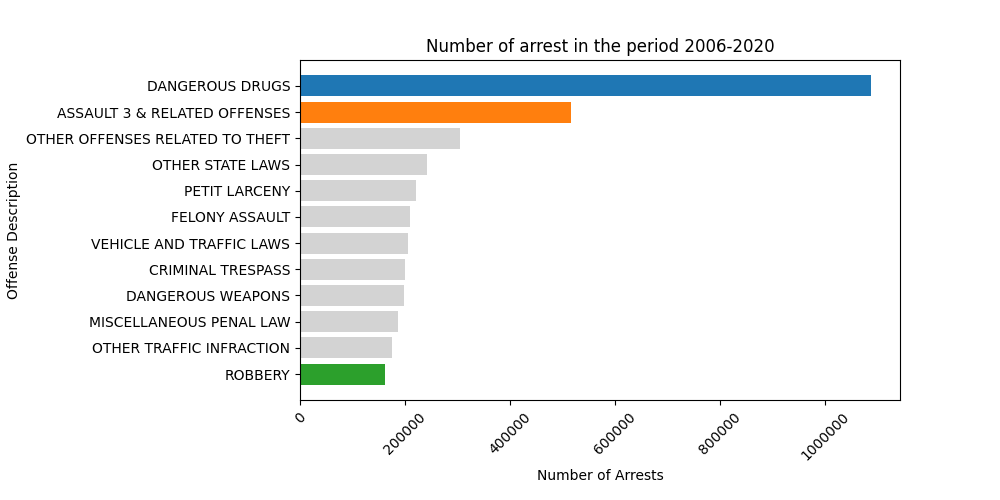 Number of arrest in the period 2006-2020
Offense Description
DANGEROUS DRUGS
ASSAULT 3 & RELATED OFFENSES
OTHER OFFENSES RELATED TO THEFT
OTHER STATE LAWS
PETIT LARCENY
FELONY ASSAULT
VEHICLE AND TRAFFIC LAWS
CRIMINAL TRESPASS
DANGEROUS WEAPONS
MISCELLANEOUS PENAL LAW
OTHER TRAFFIC INFRACTION
ROBBERY
0
200000
400000
600000
800000
1000000
Number of Arrests